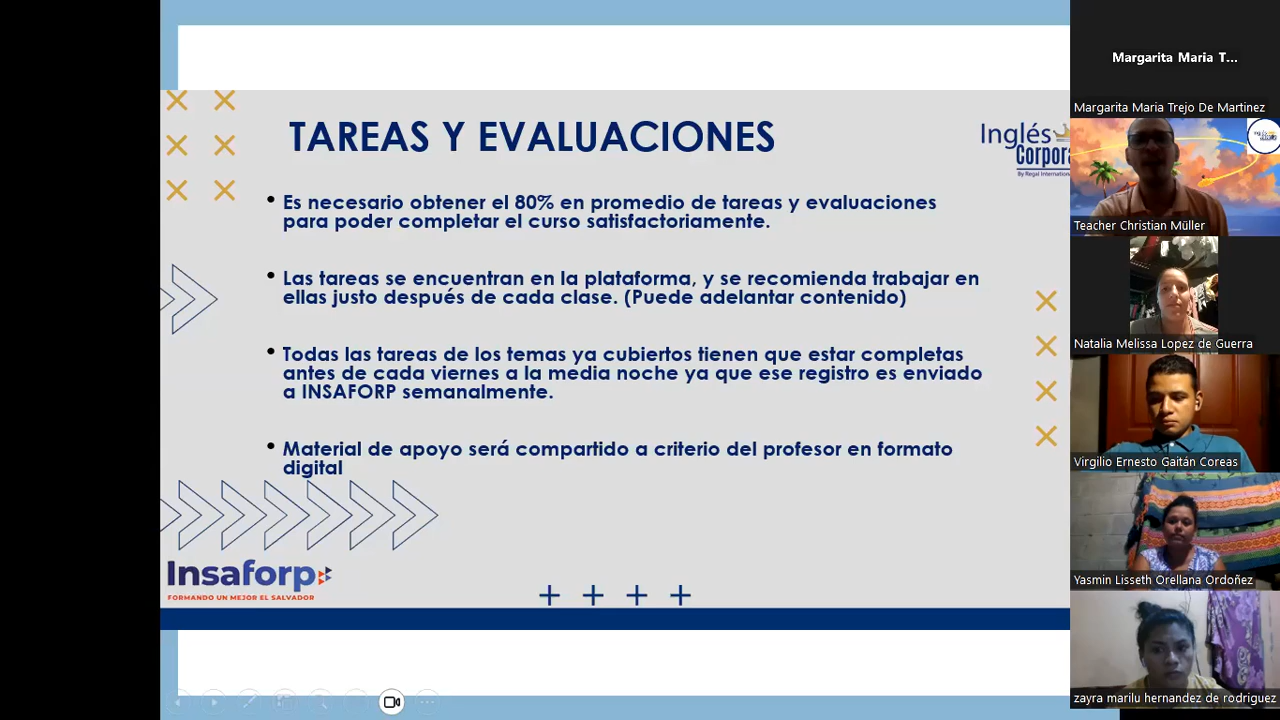 TAREAS Y EVALUACIONES
Inglés
Corpora
By Regal Internation
• Es necesario obtener el 80% en promedio de tareas y evaluaciones
para poder completar el curso satisfactoriamente.
• Las tareas se encuentran en la plataforma, y se recomienda trabajar en
ellas justo después de cada clase. (Puede adelantar contenido)
• Todas las tareas de los temas ya cubiertos tienen que estar completas
antes de cada viernes a la media noche ya que ese registro es enviado
a INSAFORP semanalmente.
• Material de apoyo será compartido a criterio del profesor en formato
digital
Insaforp
FORMANDO UN MEJOR EL SALVADOR
Margarita Maria T...
Margarita Maria Trejo De Martinez
Teacher Christian Müller
Natalia Melissa Lopez de Guerra
Virgilio Ernesto Gaitán Coreas
Yasmin Lisseth Orellana Ordoñez
zayra marilu hernandez de rodriguez